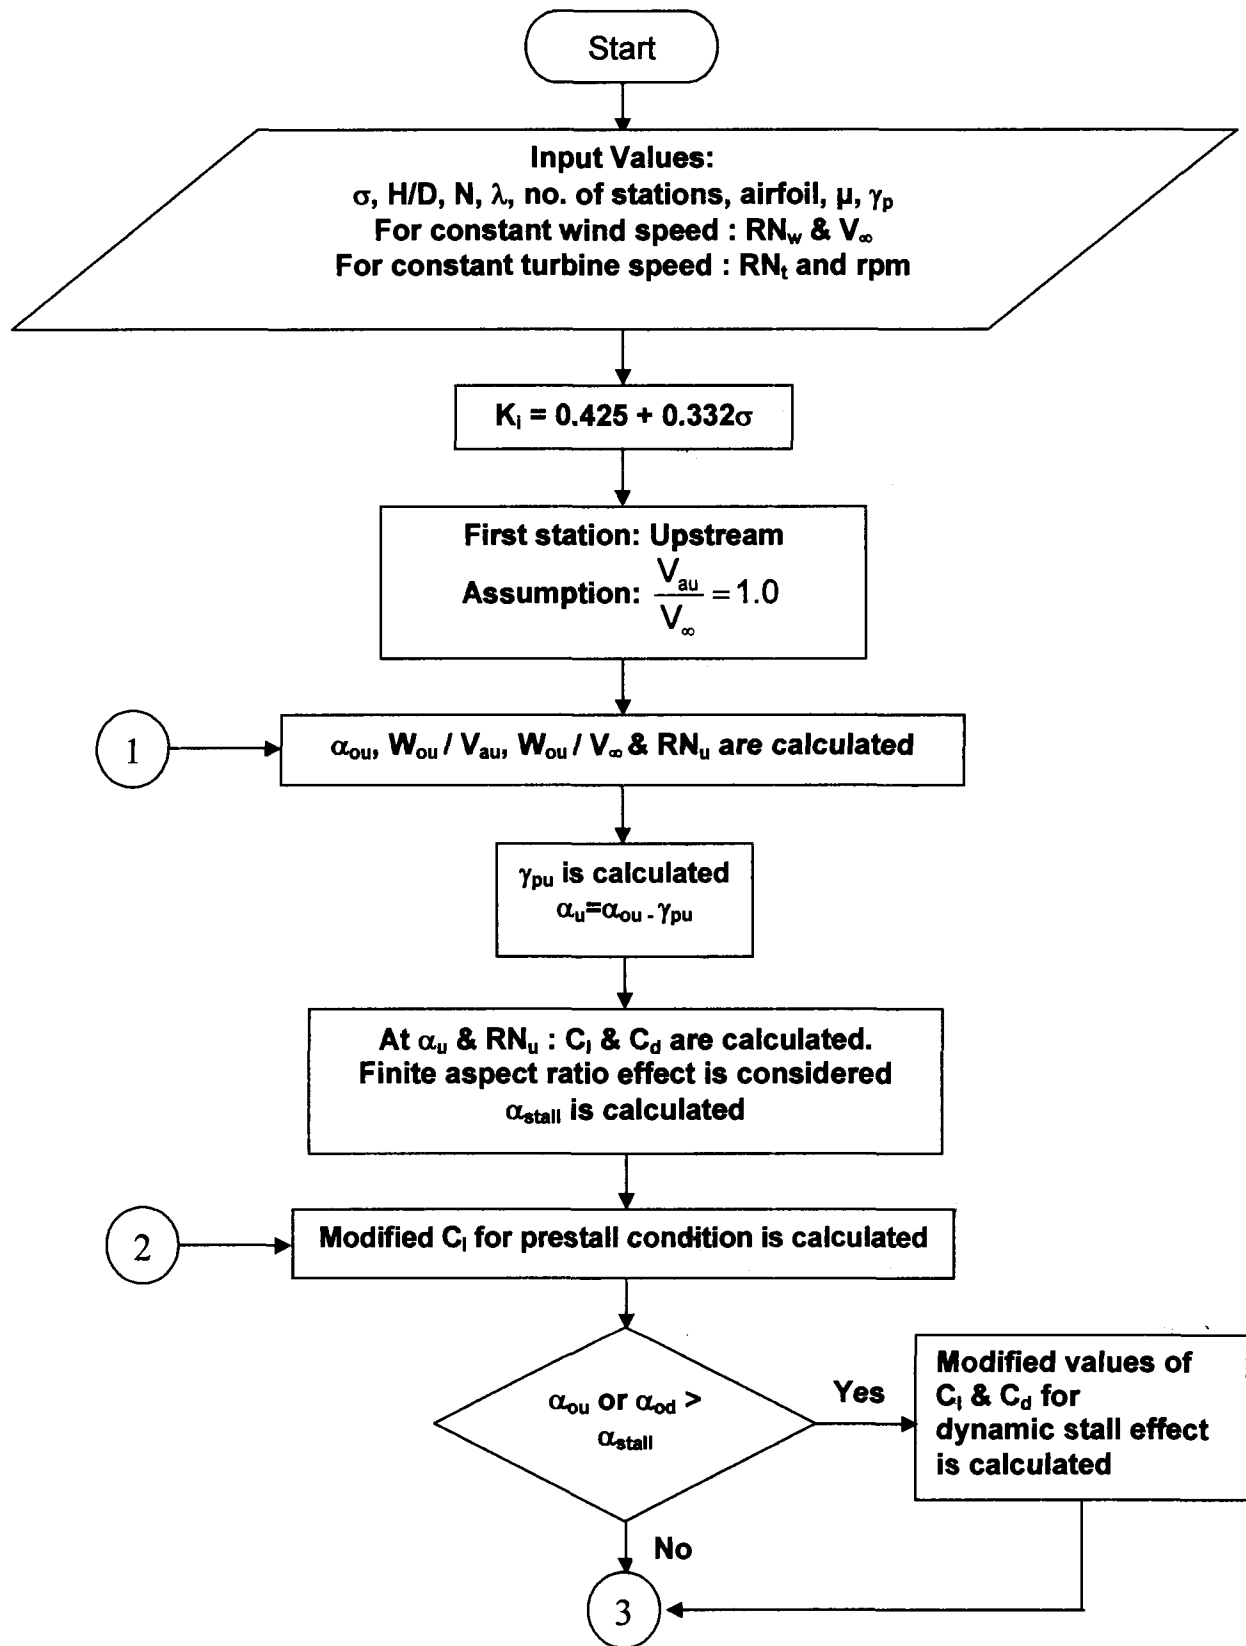 Start
Input Values:
σ, H/D, N, λ, no. of stations, airfoil, μ, γp
For constant wind speed : RNw & V∞
For constant turbine speed : RNt and rpm
Ki = 0.425 + 0.332σ
First station: Upstream
Assumption: Vau / V∞ = 1.0
1
αou, Wou / Vau, Wou / V∞ & RNu are calculated
γpu is calculated
αu=αou - γpu
At αu & RNu : Cl & Cd are calculated.
Finite aspect ratio effect is considered
αstall is calculated
2
Modified Cl for prestall condition is calculated
αou or αod >
αstall
Yes
Modified values of
Cl & Cd for
dynamic stall effect
is calculated
No
3